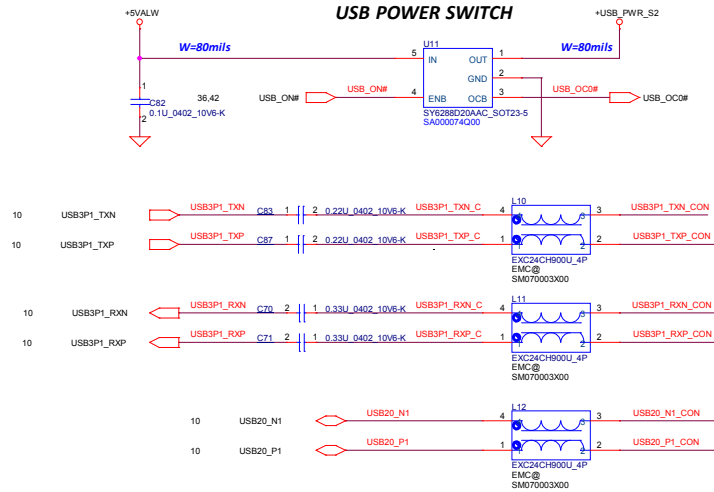 USB POWER SWITCH
+5VALW
+USB_PWR_S2
W=80mils
U11
W=80mils
5 IN OUT 1
GND 2
1
C82
0.1U_0402_10V6-K
2
36,42
USB_ON# USB_ON# 4 ENB OCB 3 USB_OC0# USB_OC0#
SY6288D20AAC_SOT23-5
SA000074Q00
L10
10 USB3P1_TXN USB3P1_TXN C83 1 2 0.22U_0402_10V6-K USB3P1_TXN_C 4 3 USB3P1_TXN_CON
10 USB3P1_TXP USB3P1_TXP C87 1 2 0.22U_0402_10V6-K USB3P1_TXP_C 1 2 USB3P1_TXP_CON
EXC24CH900U_4P
EMC@
SM070003X00
L11
10 USB3P1_RXN USB3P1_RXN C70 2 1 0.33U_0402_10V6-K USB3P1_RXN_C 4 3 USB3P1_RXN_CON
10 USB3P1_RXP USB3P1_RXP C71 2 1 0.33U_0402_10V6-K USB3P1_RXP_C 1 2 USB3P1_RXP_CON
EXC24CH900U_4P
EMC@
SM070003X00
L12
10 USB20_N1 USB20_N1 4 3 USB20_N1_CON
10 USB20_P1 USB20_P1 1 2 USB20_P1_CON
EXC24CH900U_4P
EMC@
SM070003X00